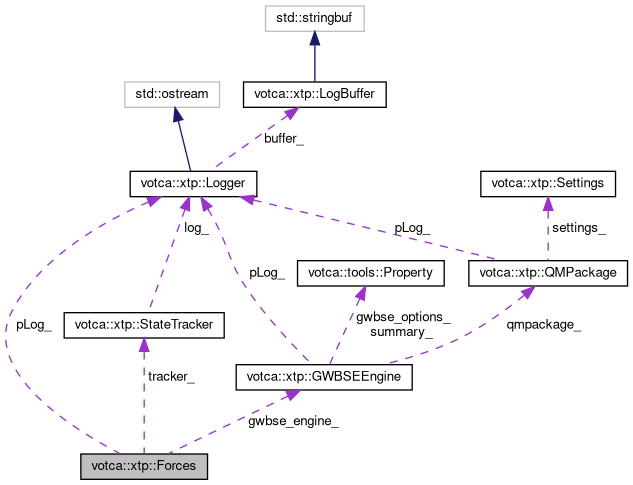 std::stringbuf
std::ostream
votca::xtp::LogBuffer
buffer_
votca::xtp::Logger
votca::xtp::Settings
log_
pLog_
settings_
pLog_
votca::tools::Property
votca::xtp::QMPackage
pLog_
votca::xtp::StateTracker
gwbse_options_
summary_
qmpackage_
tracker_
votca::xtp::GWBSEEngine
gwbse_engine_
votca::xtp::Forces